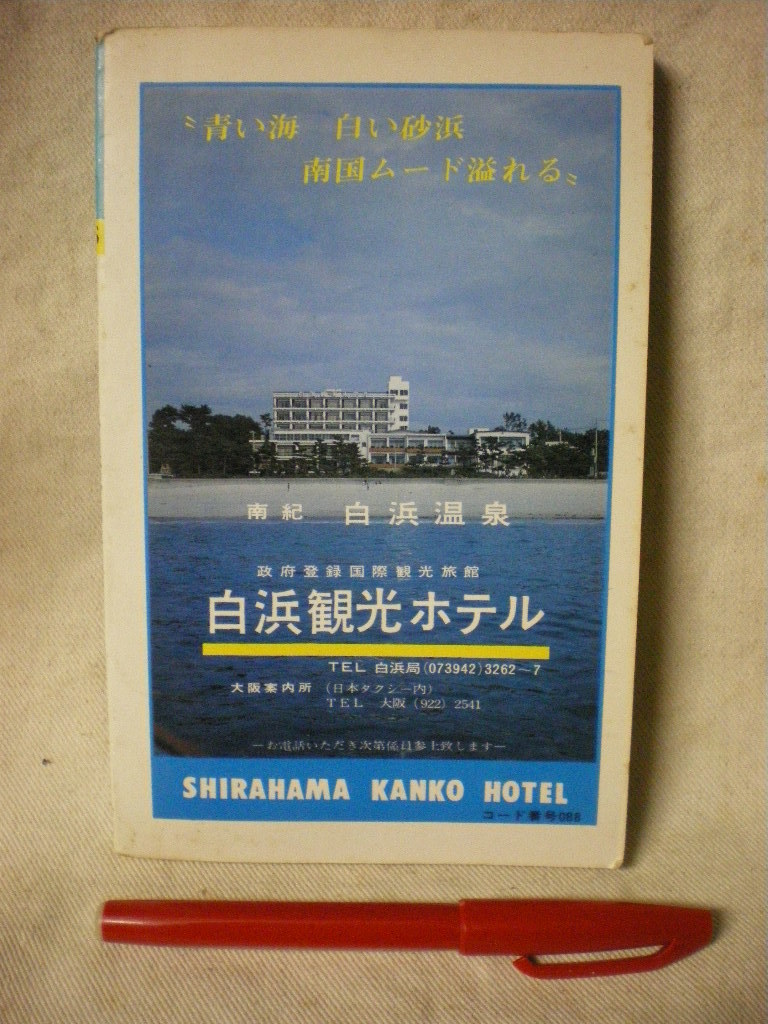 〝青い海 白い砂浜
南国ムード溢れる〟
南紀 白浜温泉
政府登録国際観光旅館
白浜観光ホテル
TEL 白浜局(073942)3262〜7
大阪案内所 (日本タクシー内)
TEL 大阪(922)2541
―お電話いただき次第係員参上致します―
SHIRAHAMA KANKO HOTEL
コード番号088